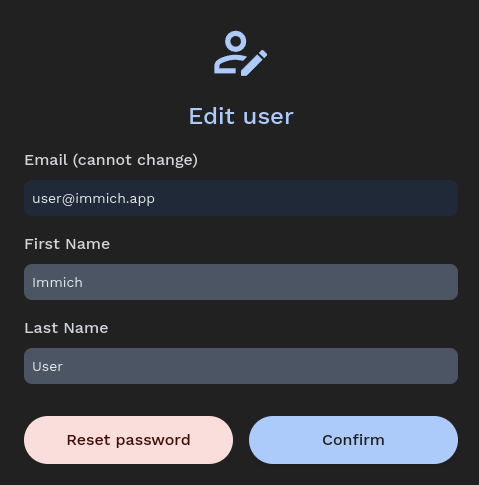 Edit user
Email (cannot change)
user@immich.app
First Name
Immich
Last Name
User
Reset password
Confirm